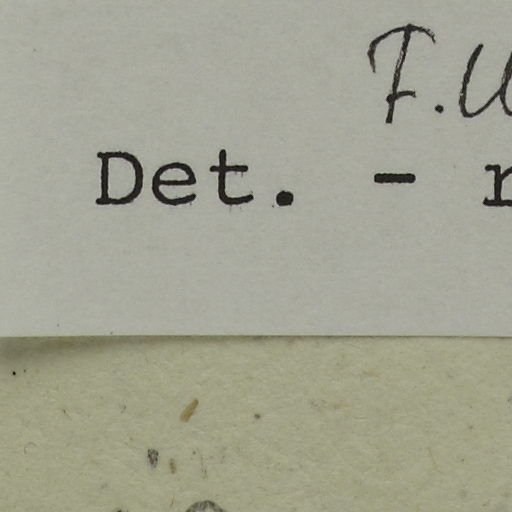 F.
Det. -